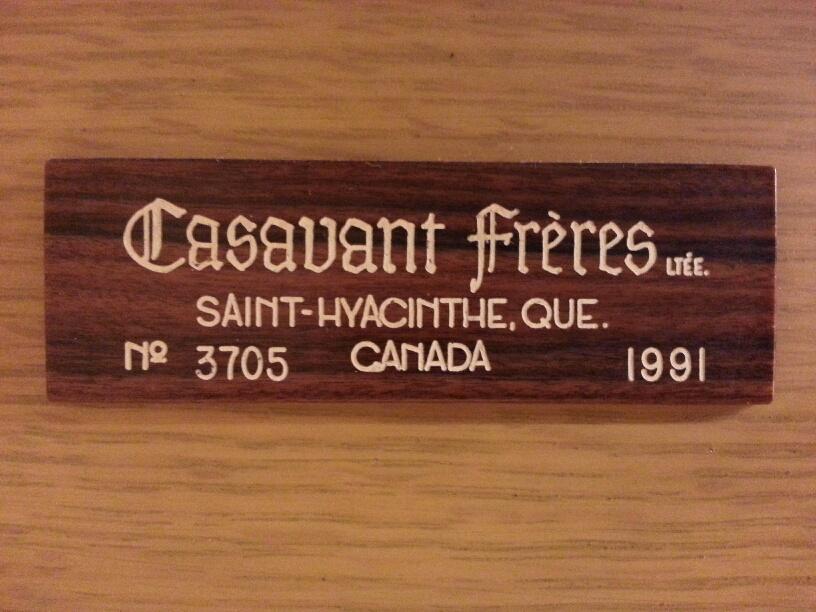 Casavant Frères LTÉE.
SAINT-HYACINTHE, QUE.
Nº 3705 CANADA 1991